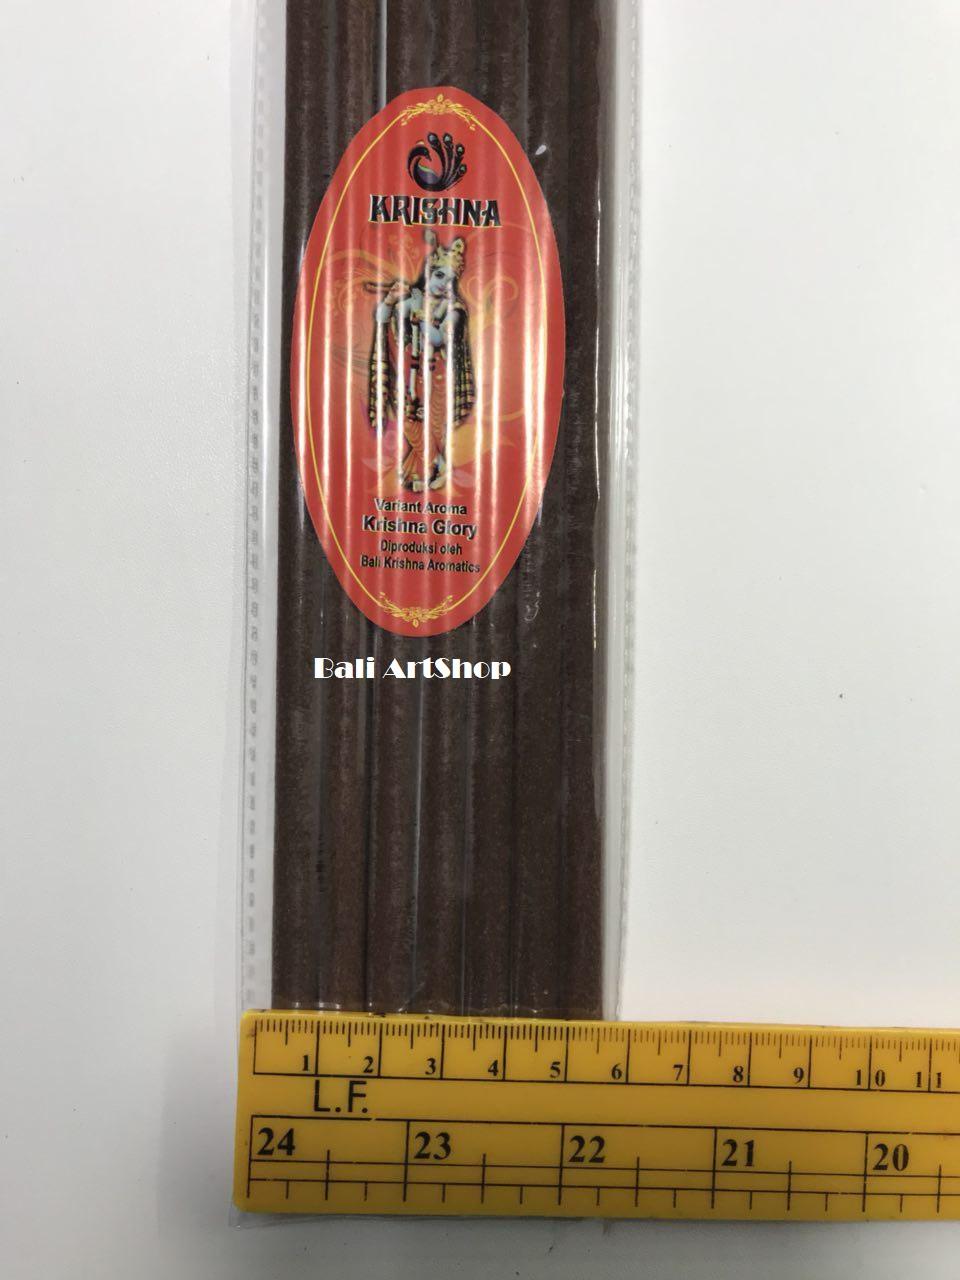 KRISHNA
Variant Aroma
Krishna Glory
Diproduksi oleh
Bali Krishna Aromatics
Bali ArtShop
1 2 3 4 5 6 7 8 9 10 11
L.F.
24 23 22 21 20